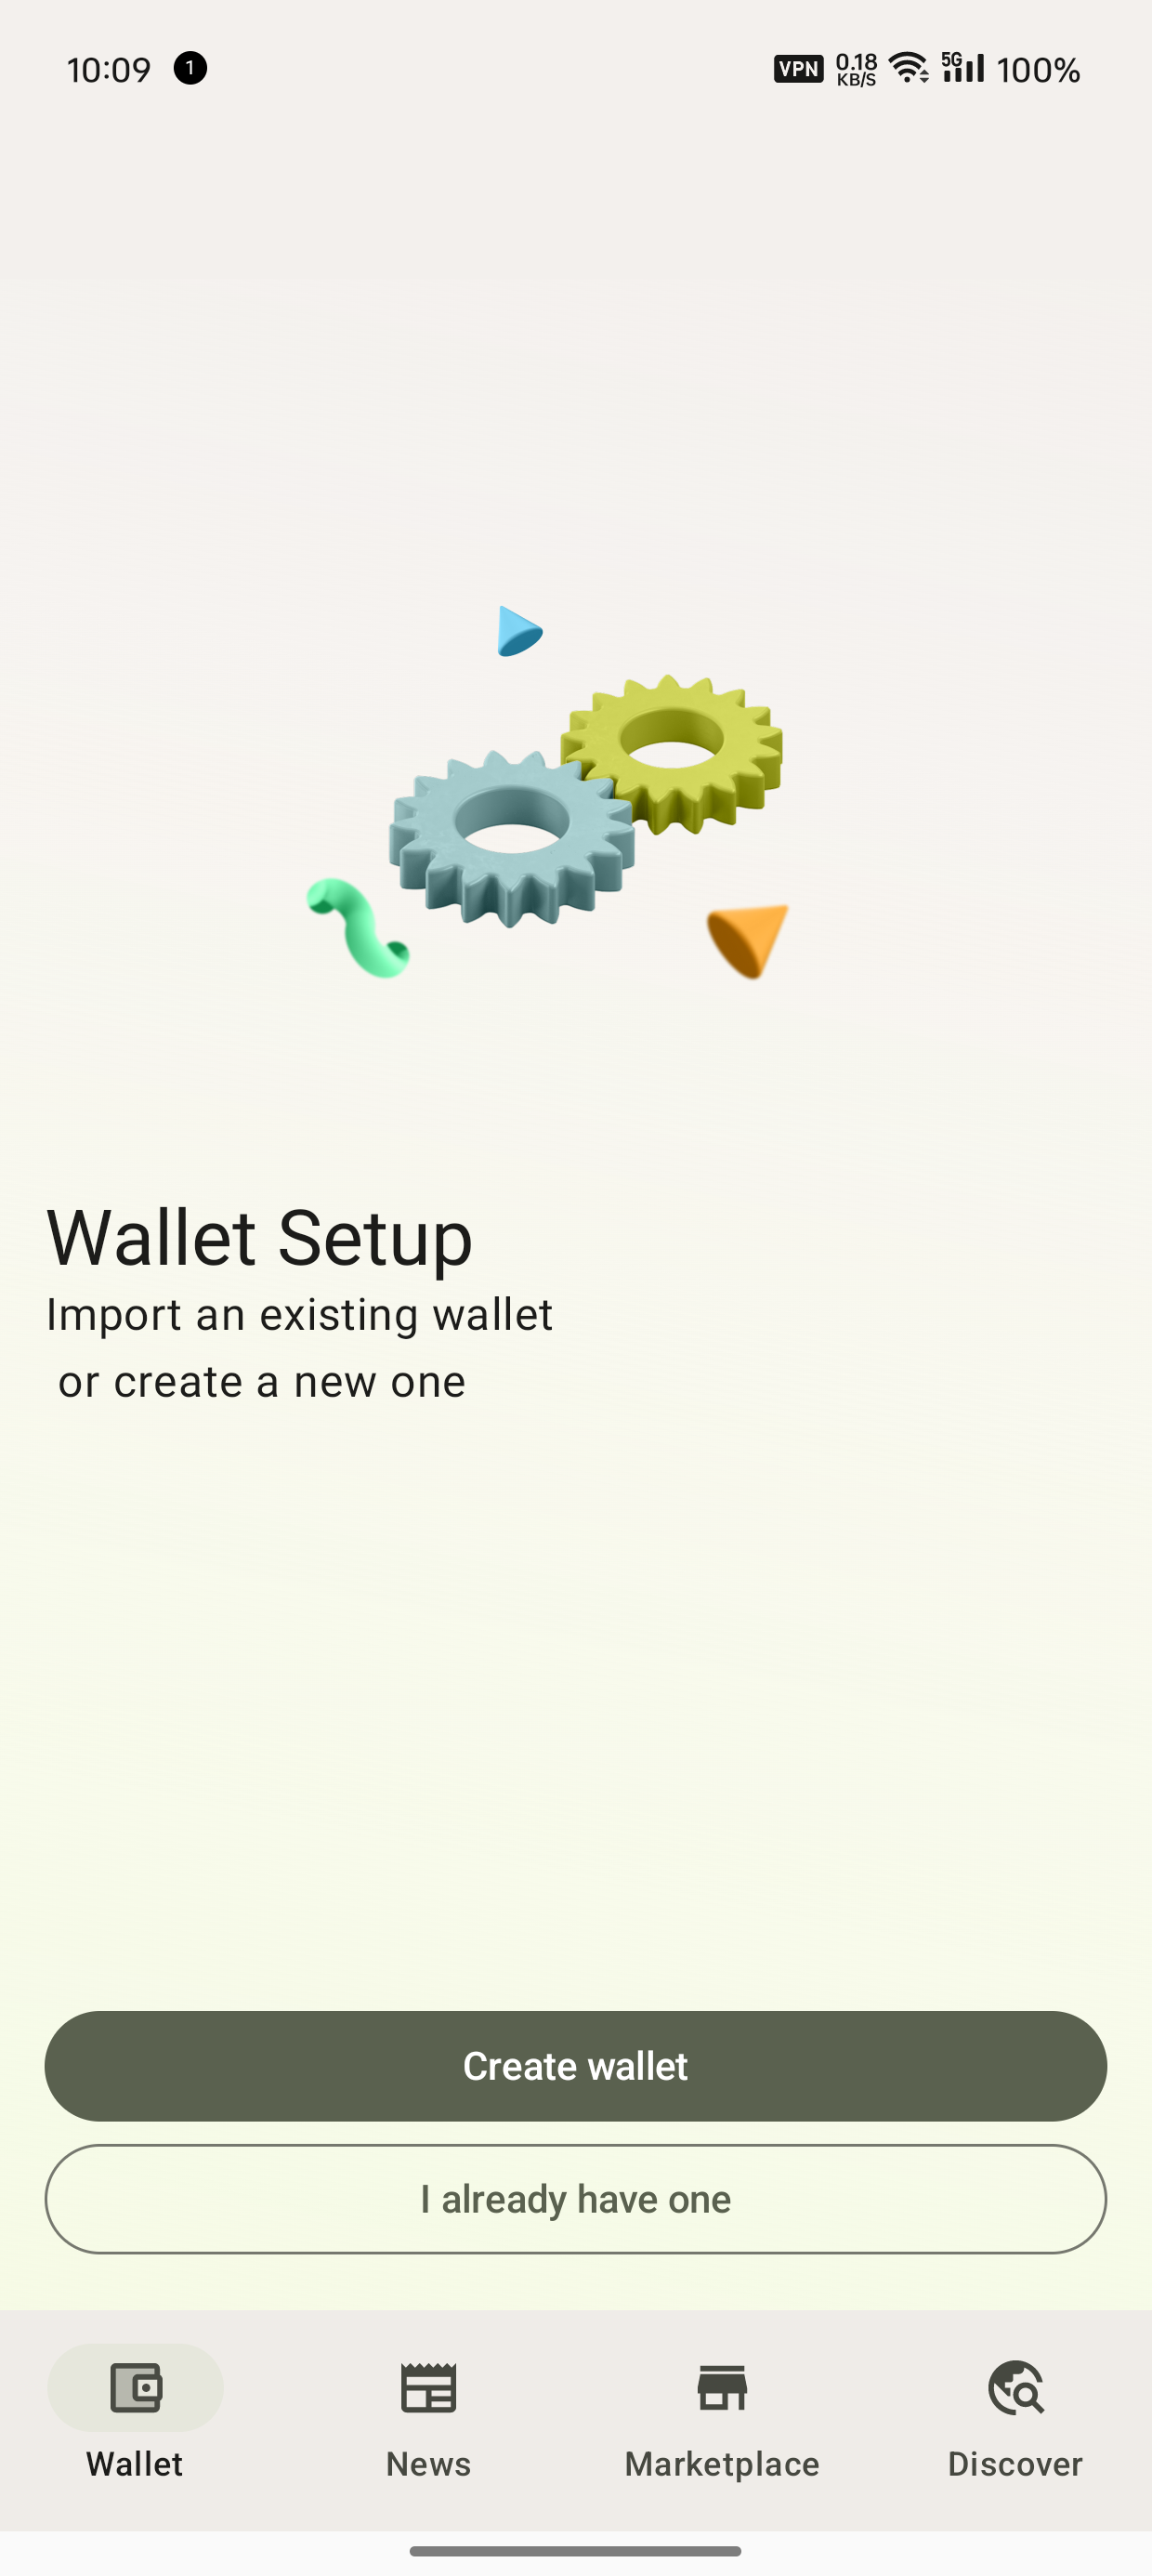 10:09 1 VPN 0.18 KB/S 5G 100%
Wallet Setup
Import an existing wallet
or create a new one
Create wallet
I already have one
Wallet News Marketplace Discover